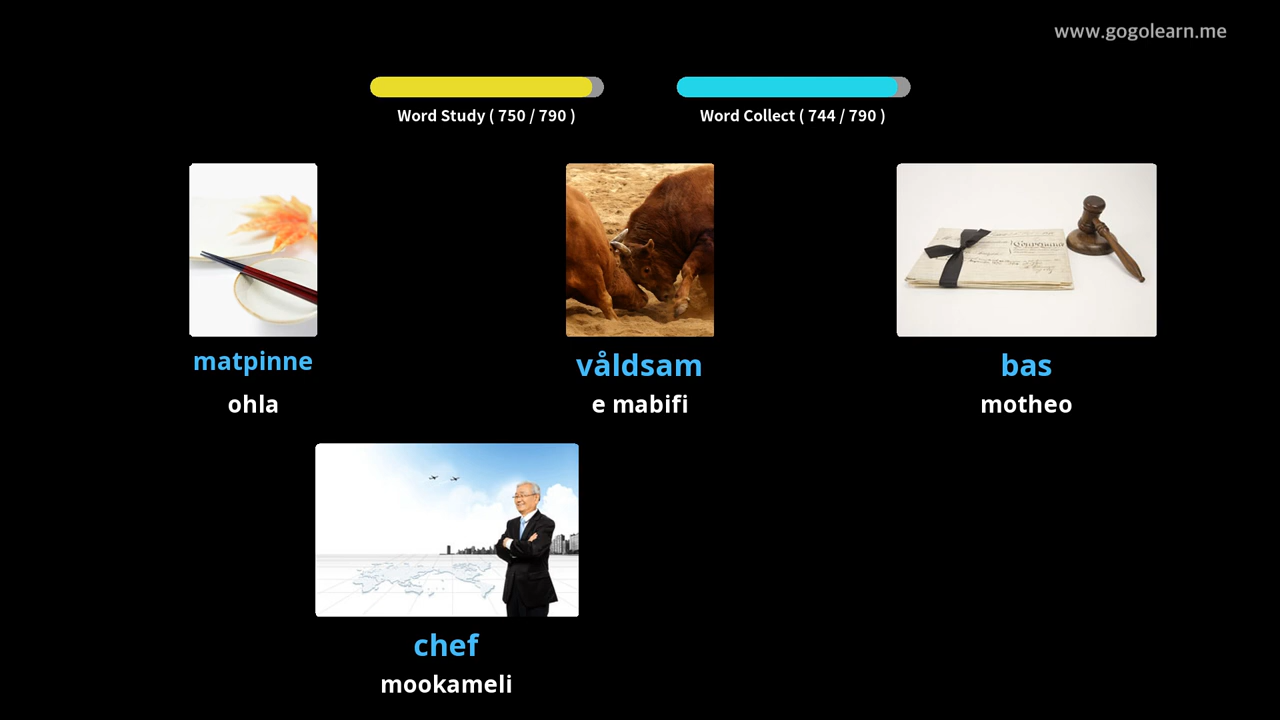 www.gogolearn.me
Word Study ( 750 / 790 )
Word Collect ( 744 / 790 )
matpinne
ohla
våldsam
e mabifi
bas
motheo
chef
mookameli